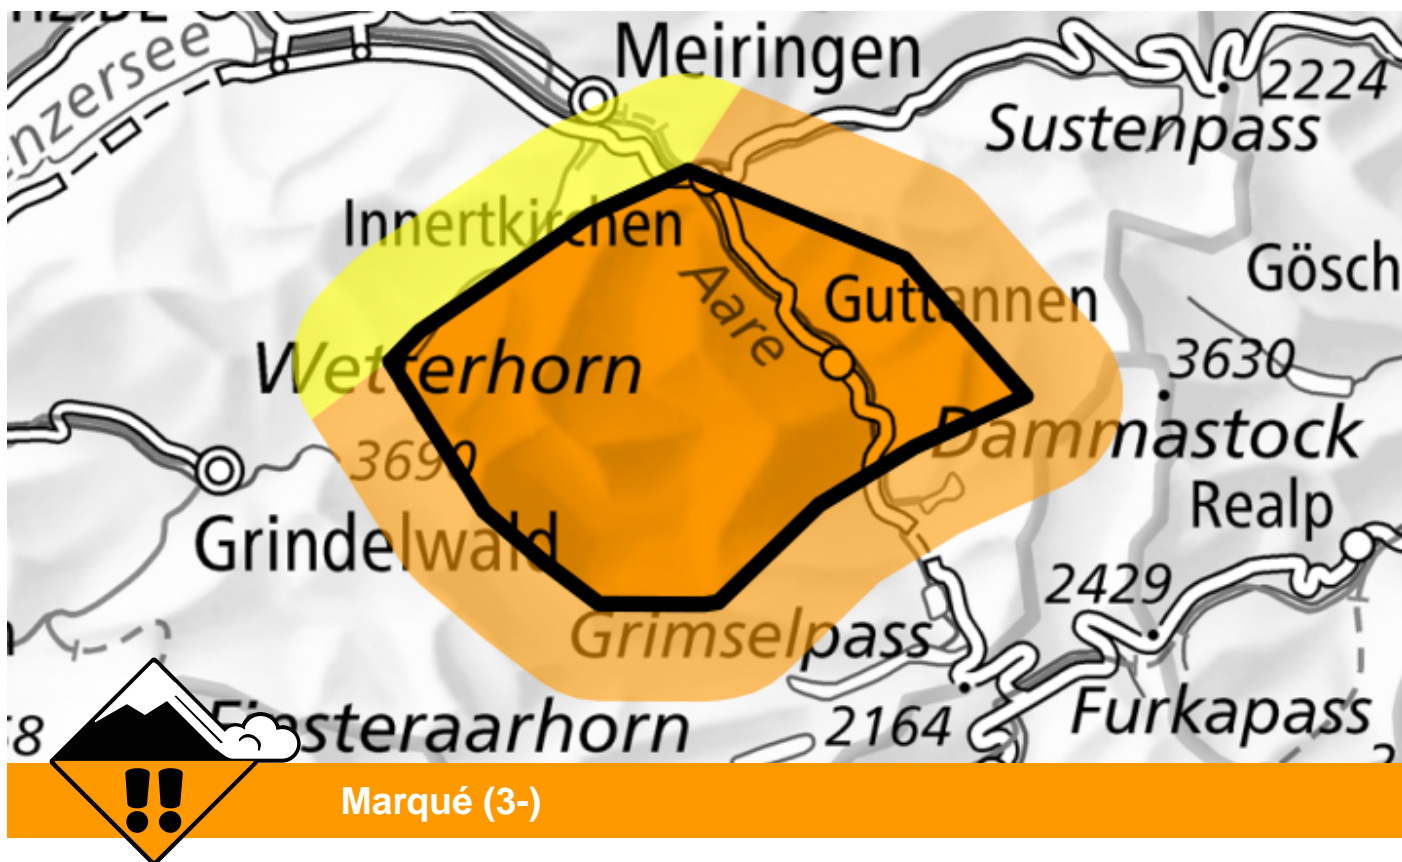 Meiringen
nzersee
2224
Sustenpass
Innertkirchen
Gösch
Aare
Guttannen
Wetterhorn
3630
3690
Dammastock
Realp
Grindelwald
2429
Grimselpass
Furkapass
Finsteraarhorn
2164
Marqué (3-)